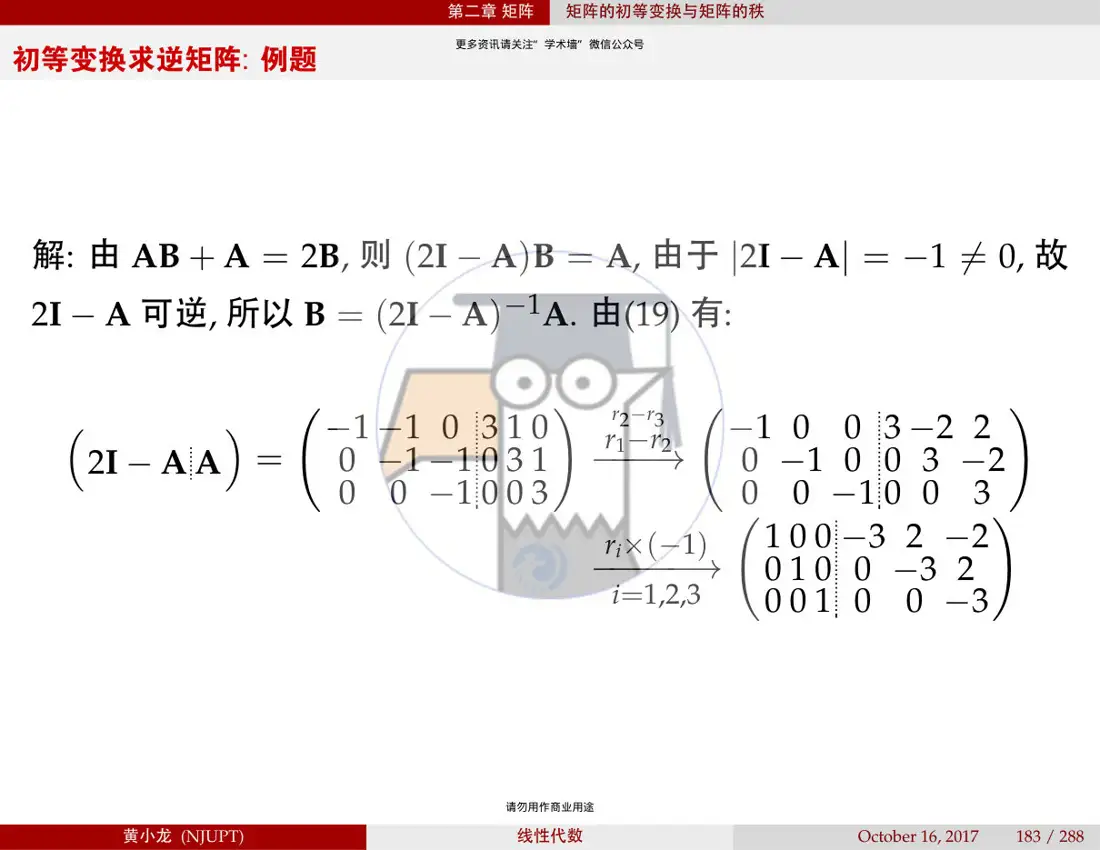 第二章 矩阵 矩阵的初等变换与矩阵的秩
更多资讯请关注“学术墙”微信公众号
初等变换求逆矩阵: 例题
解: 由 AB + A = 2B, 则 (2I − A)B = A, 由于 |2I − A| = −1 ≠ 0, 故
2I − A 可逆, 所以 B = (2I − A)⁻¹A. 由(19) 有:
r₂−r₃
(2I − A ⋮ A) = ( −1 −1 0 ⋮ 3 1 0 ) r₁−r₂ ( −1 0 0 ⋮ 3 −2 2 )
( 0 −1 −1 ⋮ 0 3 1 ) → ( 0 −1 0 ⋮ 0 3 −2 )
( 0 0 −1 ⋮ 0 0 3 ) ( 0 0 −1 ⋮ 0 0 3 )
rᵢ×(−1) ( 1 0 0 ⋮ −3 2 −2 )
→ ( 0 1 0 ⋮ 0 −3 2 )
i=1,2,3 ( 0 0 1 ⋮ 0 0 −3 )
请勿用作商业用途
黄小龙 (NJUPT) 线性代数 October 16, 2017 183 / 288